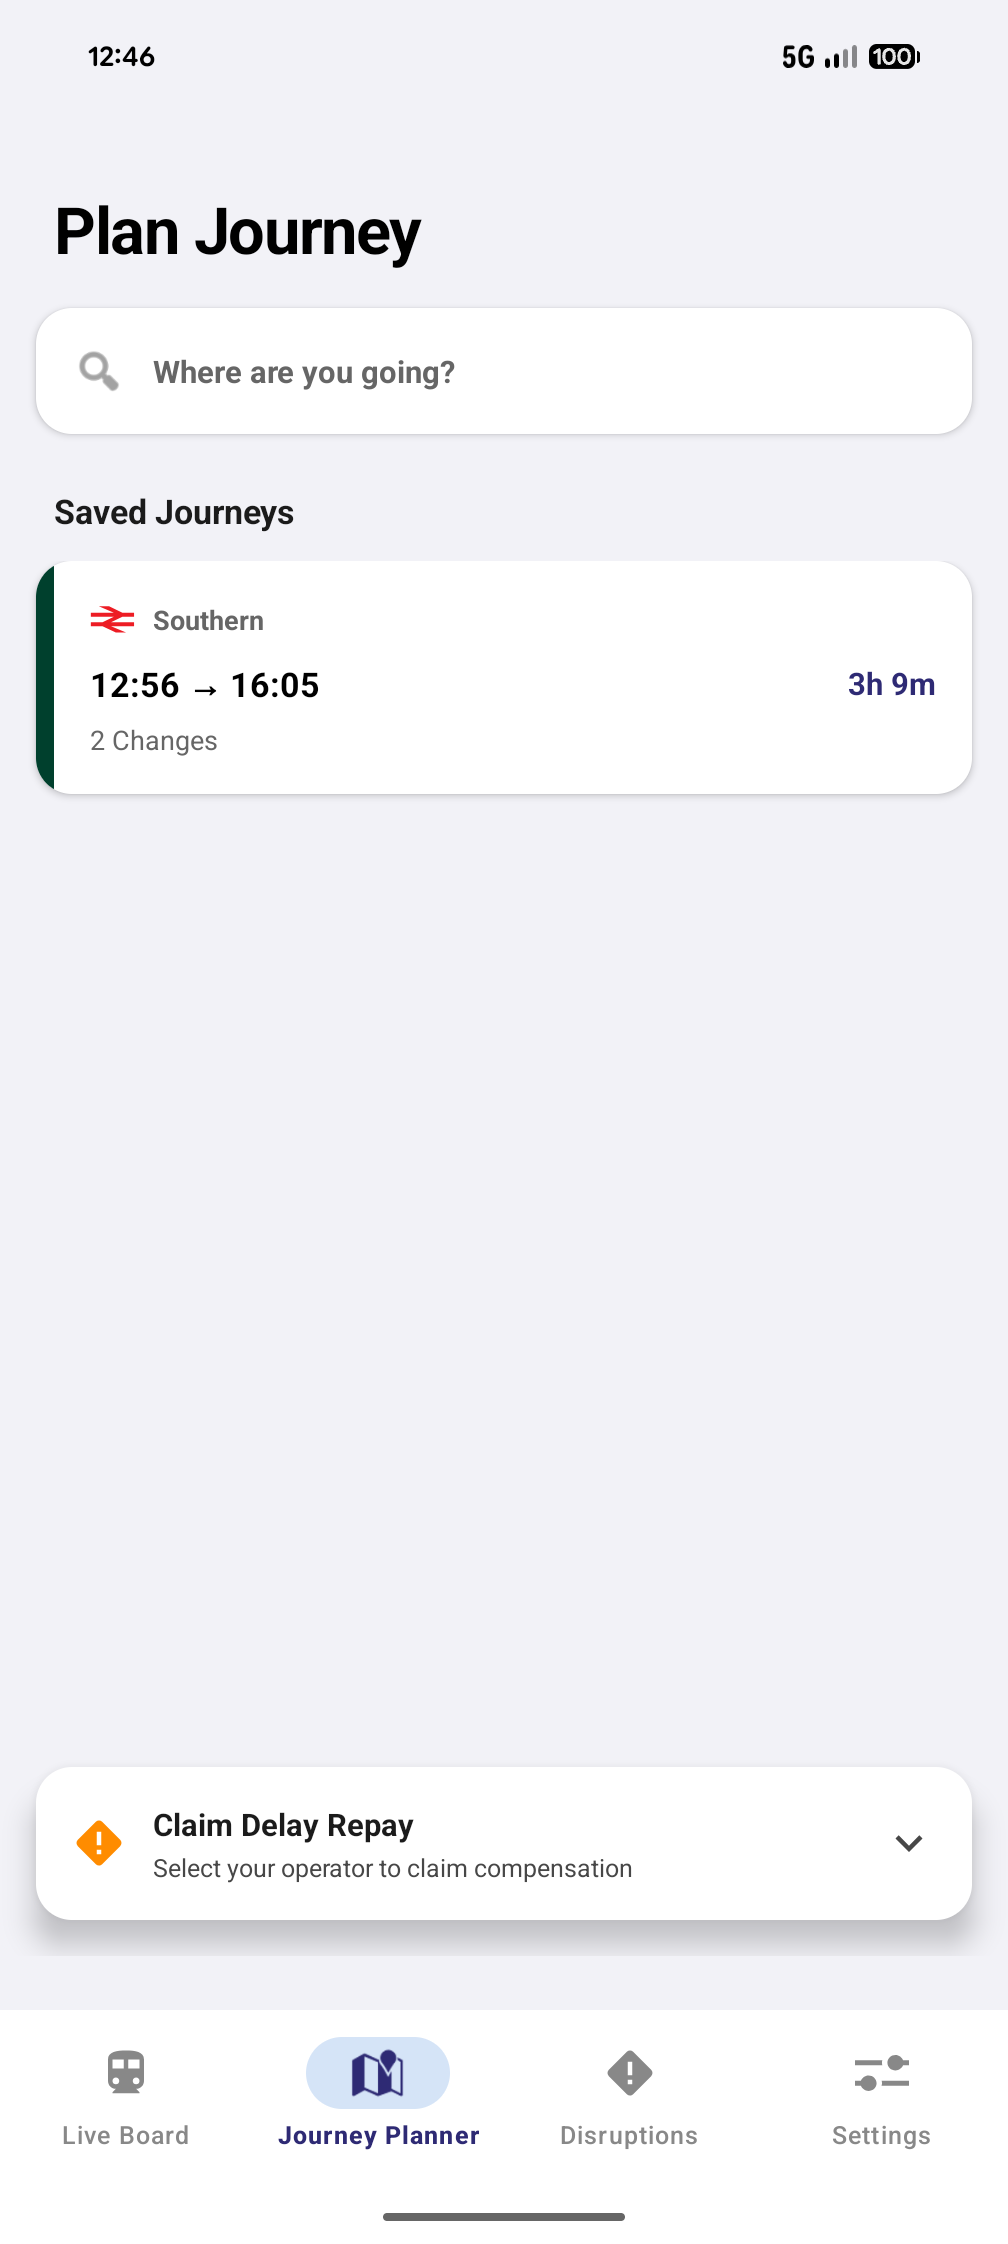 12:46
5G 100
Plan Journey
Where are you going?
Saved Journeys
Southern
12:56 → 16:05
3h 9m
2 Changes
Claim Delay Repay
Select your operator to claim compensation
Live Board
Journey Planner
Disruptions
Settings